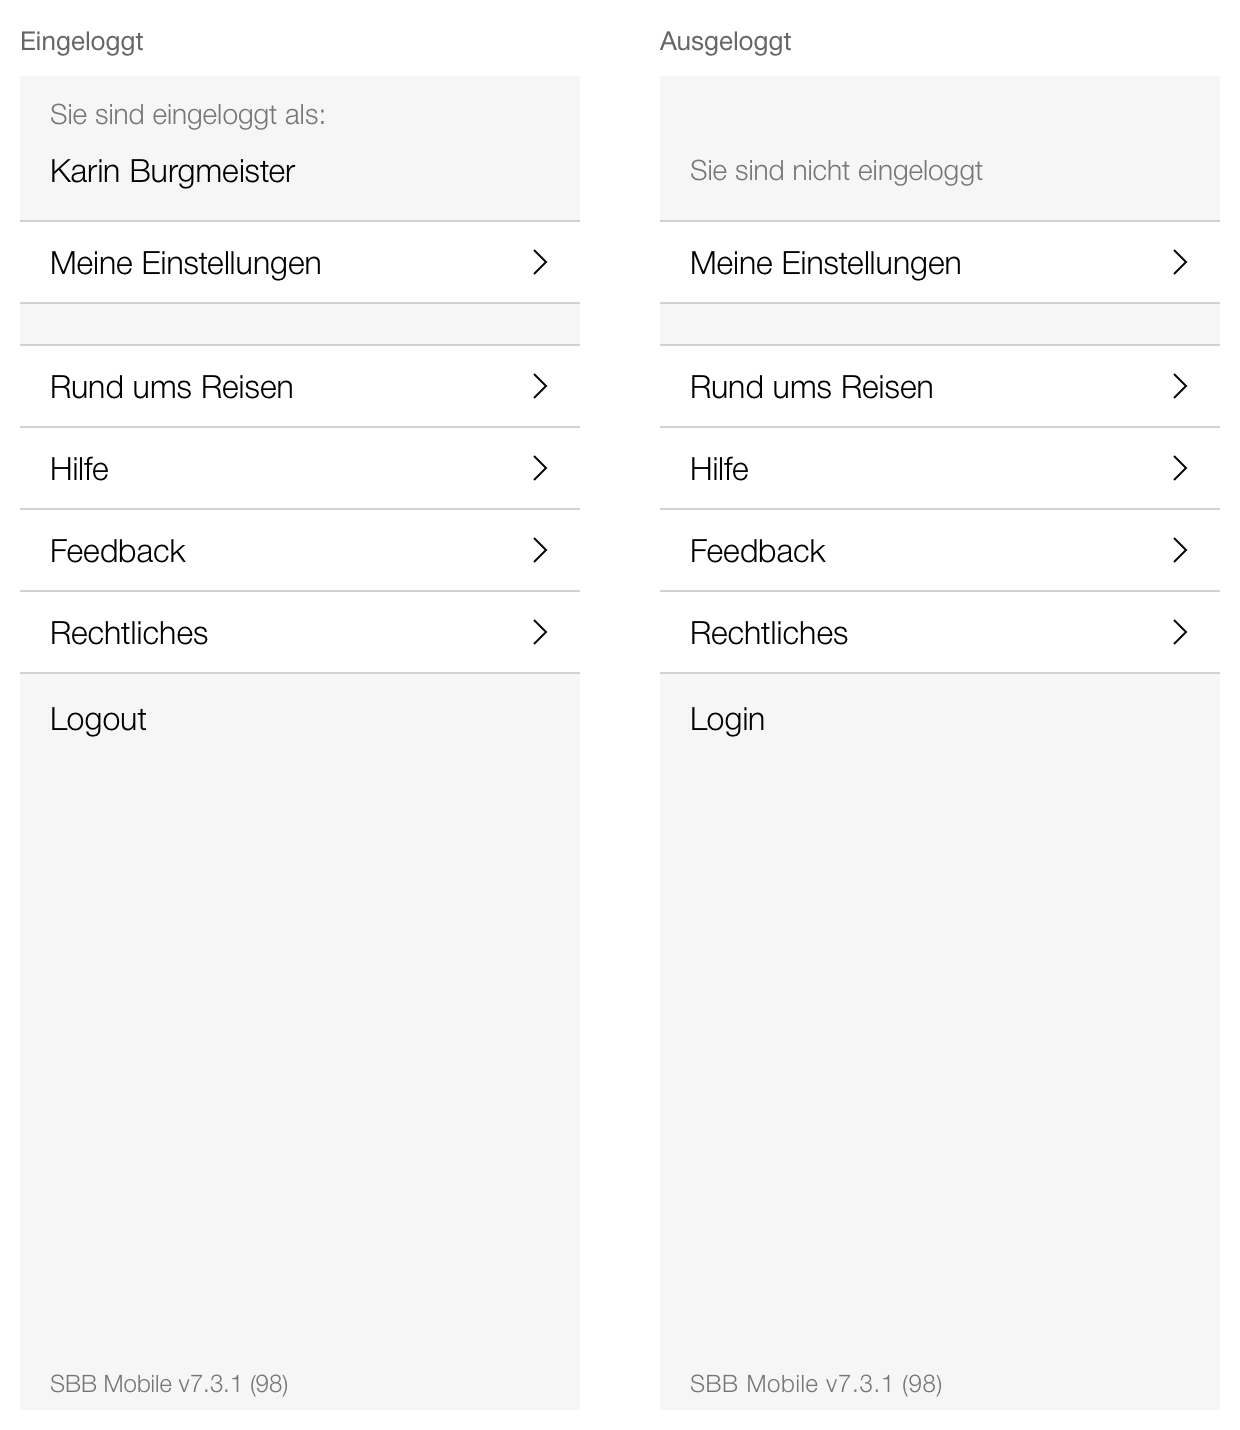 Eingeloggt
Sie sind eingeloggt als:
Karin Burgmeister
Meine Einstellungen
Rund ums Reisen
Hilfe
Feedback
Rechtliches
Logout
SBB Mobile v7.3.1 (98)
Ausgeloggt
Sie sind nicht eingeloggt
Meine Einstellungen
Rund ums Reisen
Hilfe
Feedback
Rechtliches
Login
SBB Mobile v7.3.1 (98)